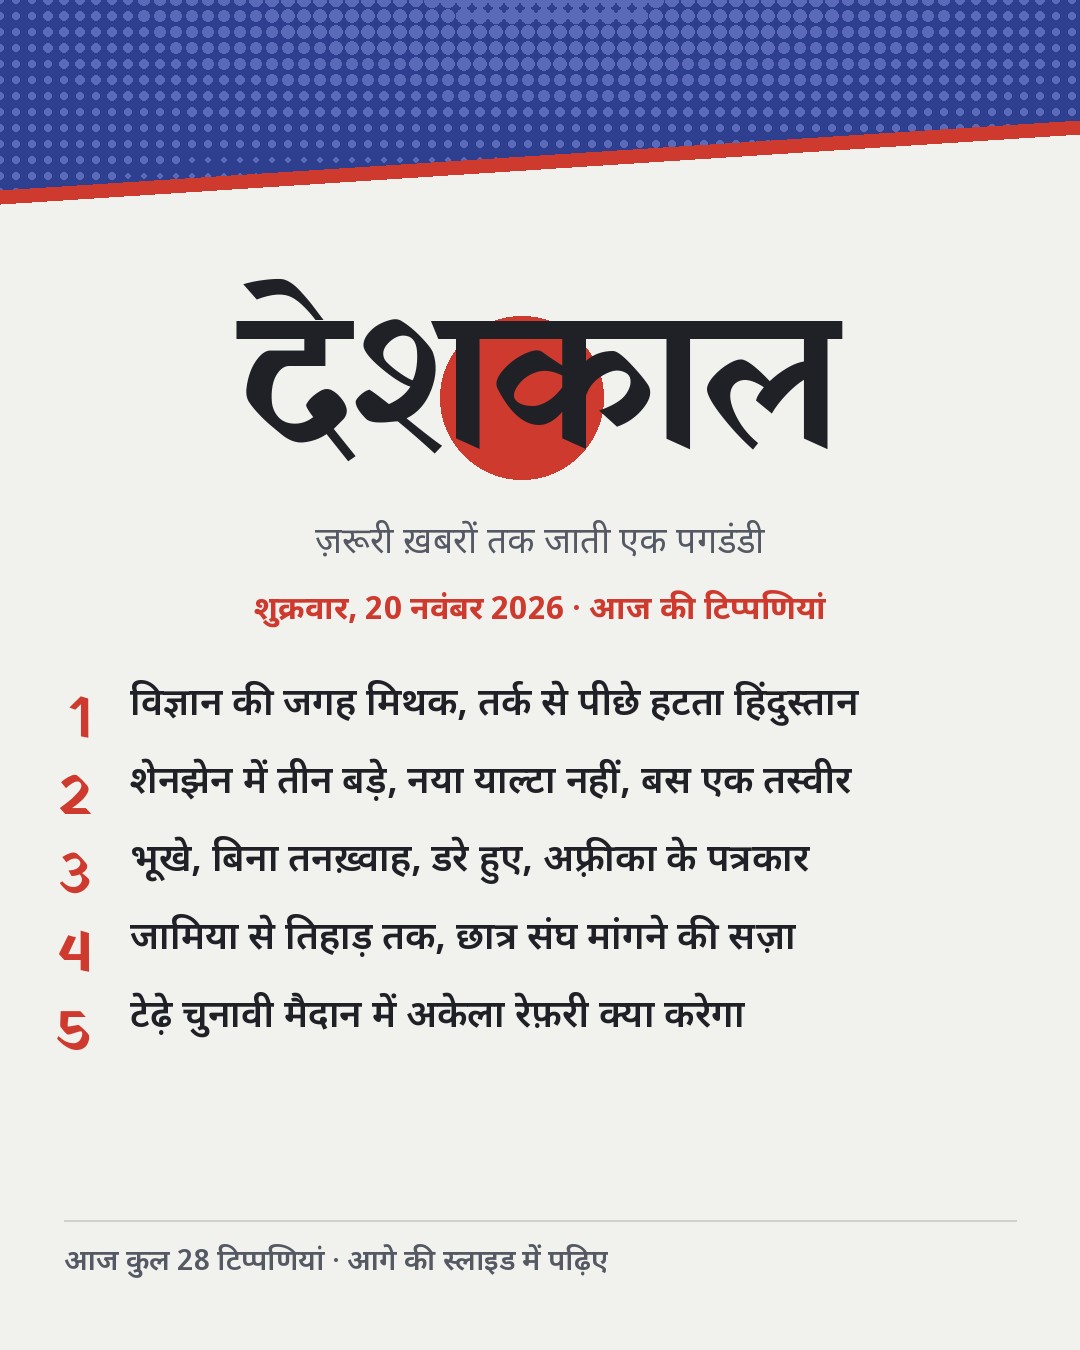 देशकाल
ज़रूरी ख़बरों तक जाती एक पगडंडी
शुक्रवार, 20 नवंबर 2026 · आज की टिप्पणियां
1 विज्ञान की जगह मिथक, तर्क से पीछे हटता हिंदुस्तान
2 शेनझेन में तीन बड़े, नया याल्टा नहीं, बस एक तस्वीर
3 भूखे, बिना तनख़्वाह, डरे हुए, अफ़्रीका के पत्रकार
4 जामिया से तिहाड़ तक, छात्र संघ मांगने की सज़ा
5 टेढ़े चुनावी मैदान में अकेला रेफ़री क्या करेगा
आज कुल 28 टिप्पणियां · आगे की स्लाइड में पढ़िए